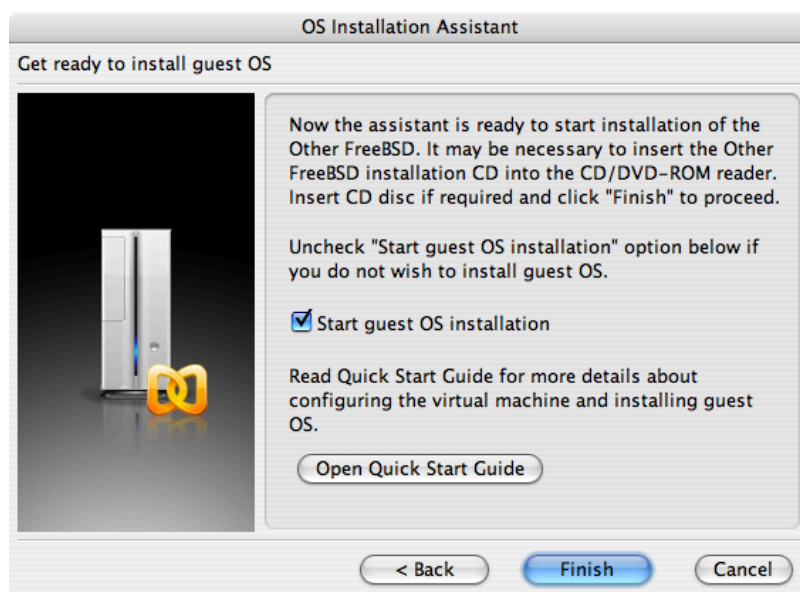 OS Installation Assistant
Get ready to install guest OS
Now the assistant is ready to start installation of the
Other FreeBSD. It may be necessary to insert the Other
FreeBSD installation CD into the CD/DVD-ROM reader.
Insert CD disc if required and click "Finish" to proceed.
Uncheck "Start guest OS installation" option below if
you do not wish to install guest OS.
Start guest OS installation
Read Quick Start Guide for more details about
configuring the virtual machine and installing guest
OS.
Open Quick Start Guide
< Back
Finish
Cancel